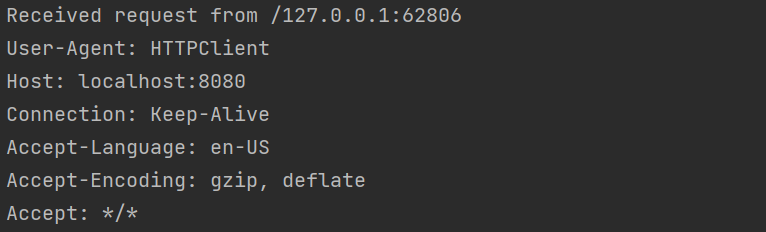 Received request from /127.0.0.1:62806
User-Agent: HTTPClient
Host: localhost:8080
Connection: Keep-Alive
Accept-Language: en-US
Accept-Encoding: gzip, deflate
Accept: */*